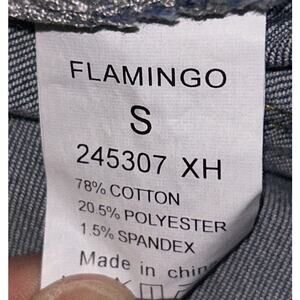 FLAMINGO
S
245307 XH
78% COTTON
20.5% POLYESTER
1.5% SPANDEX
Made in china